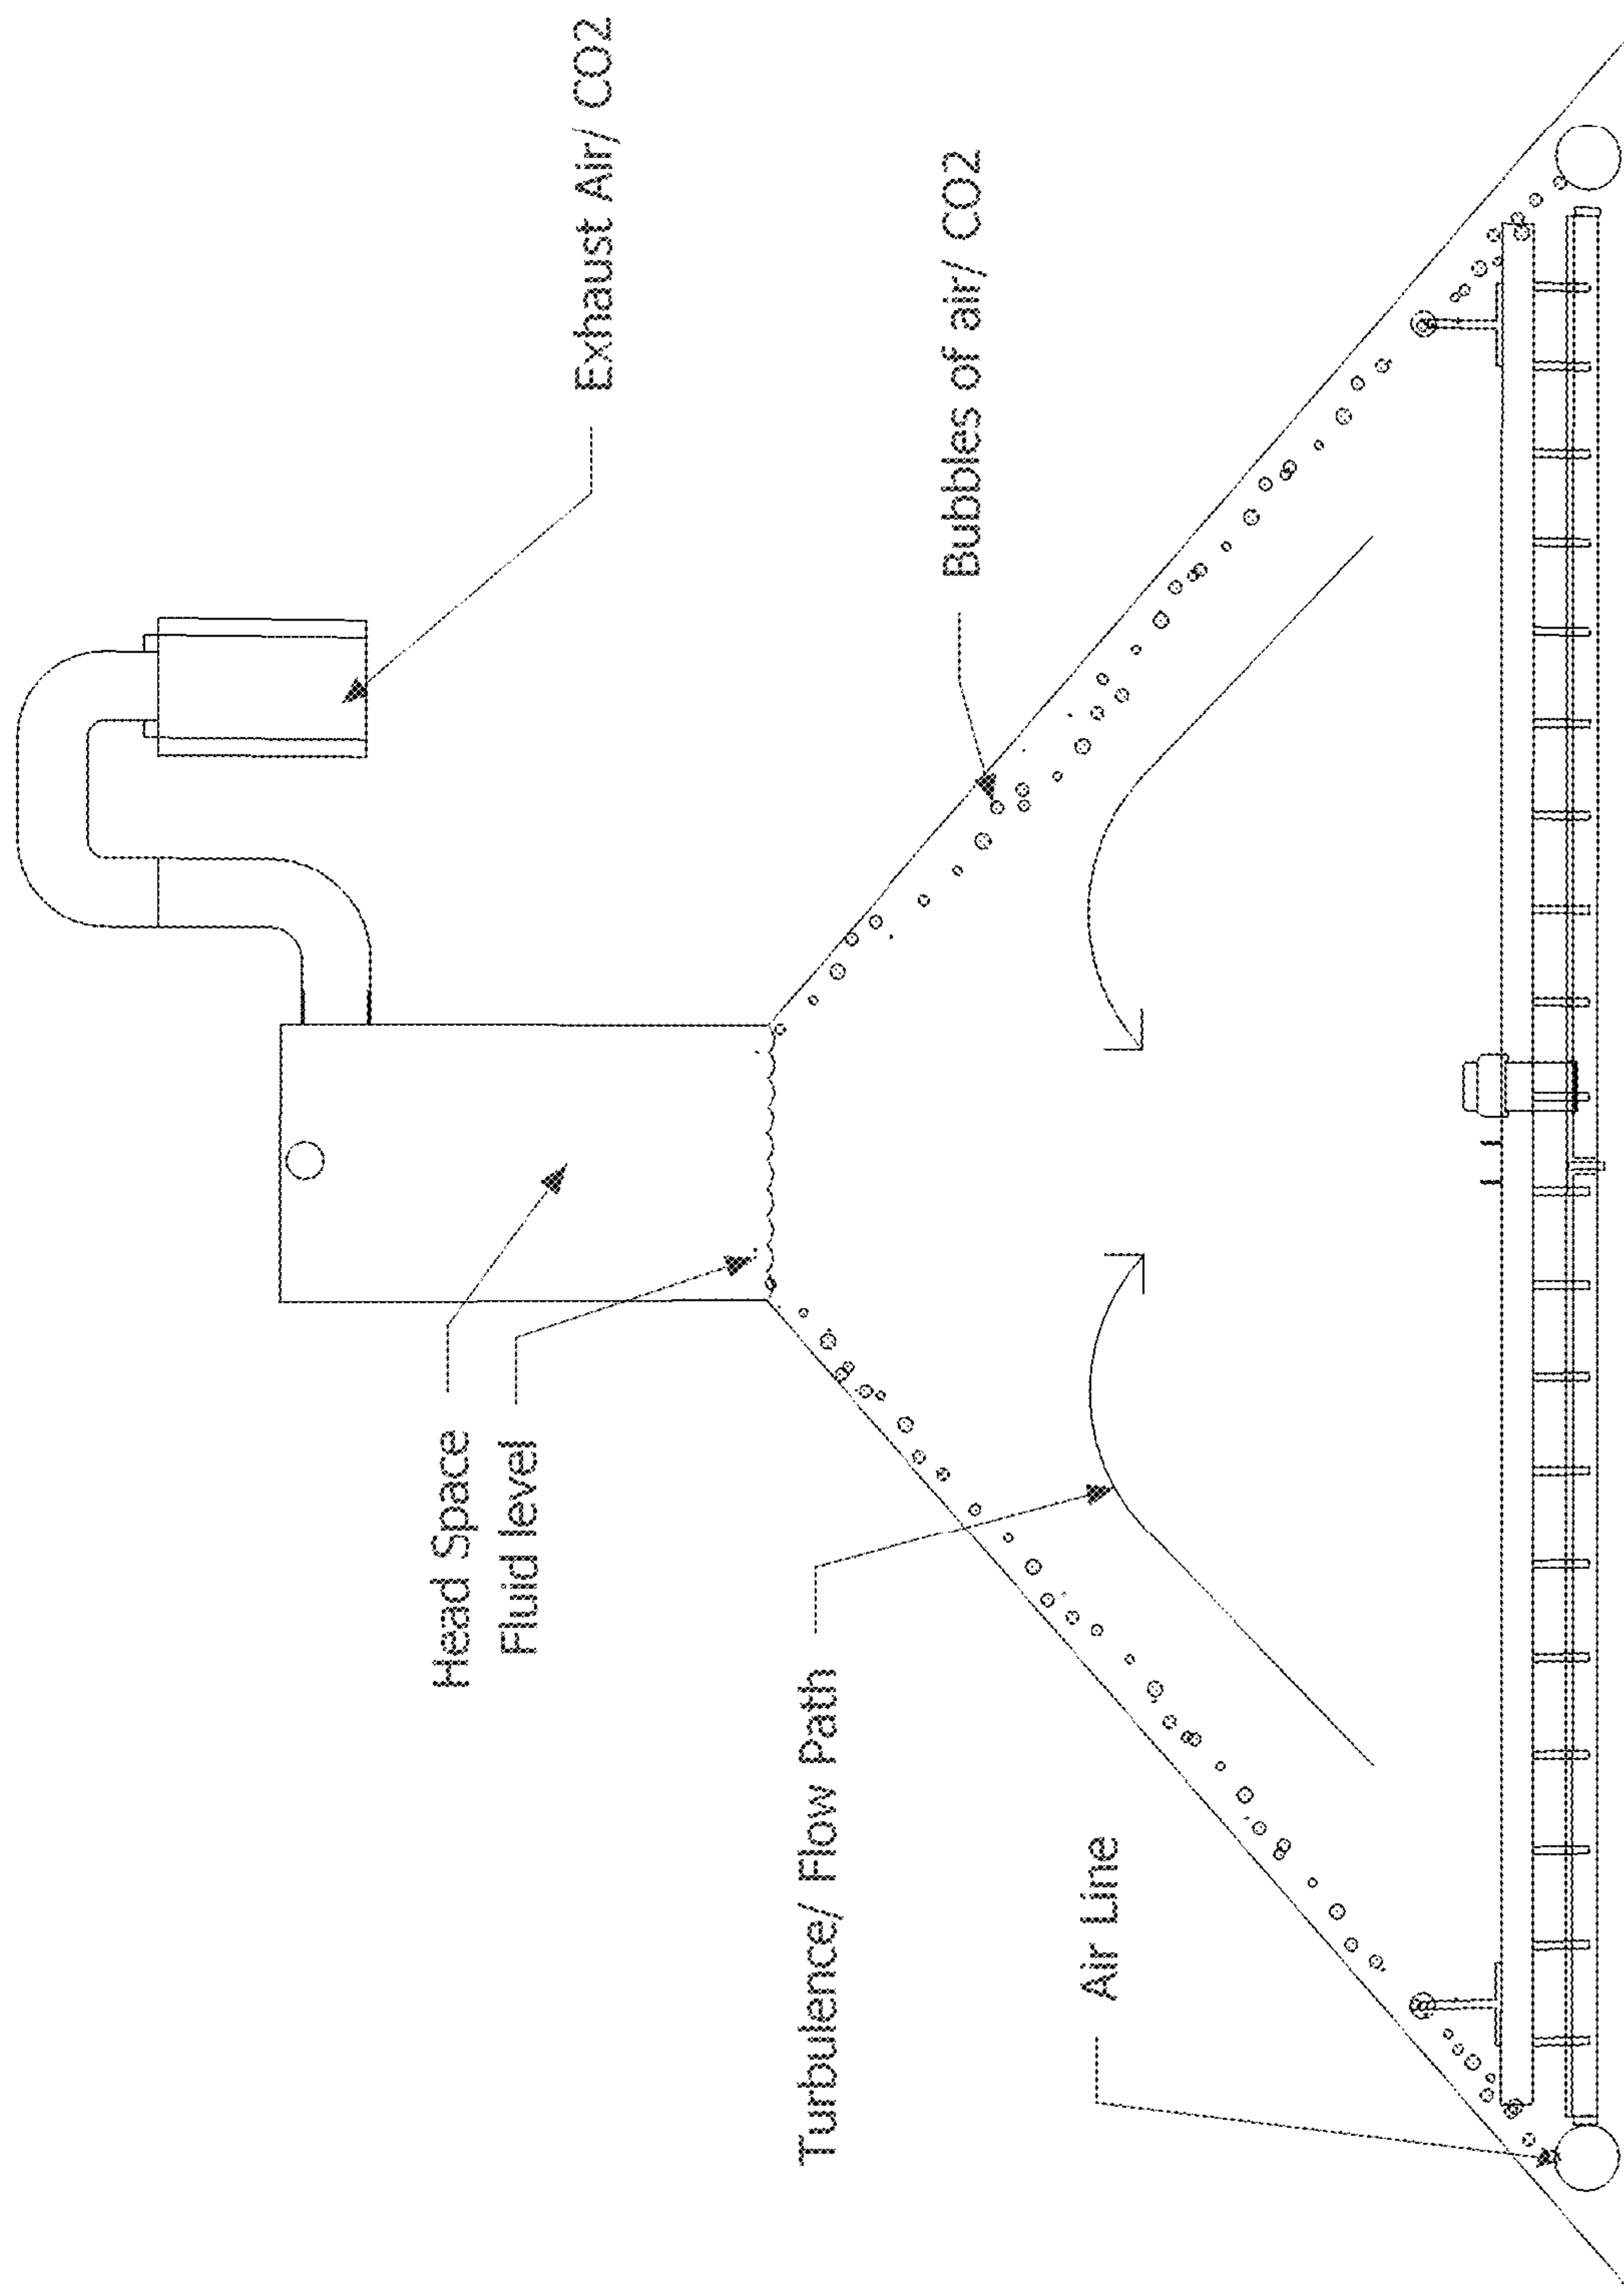 Exhaust Air/ CO2
Bubbles of air/ CO2
Head Space
Fluid level
Turbulence/ Flow Path
Air Line